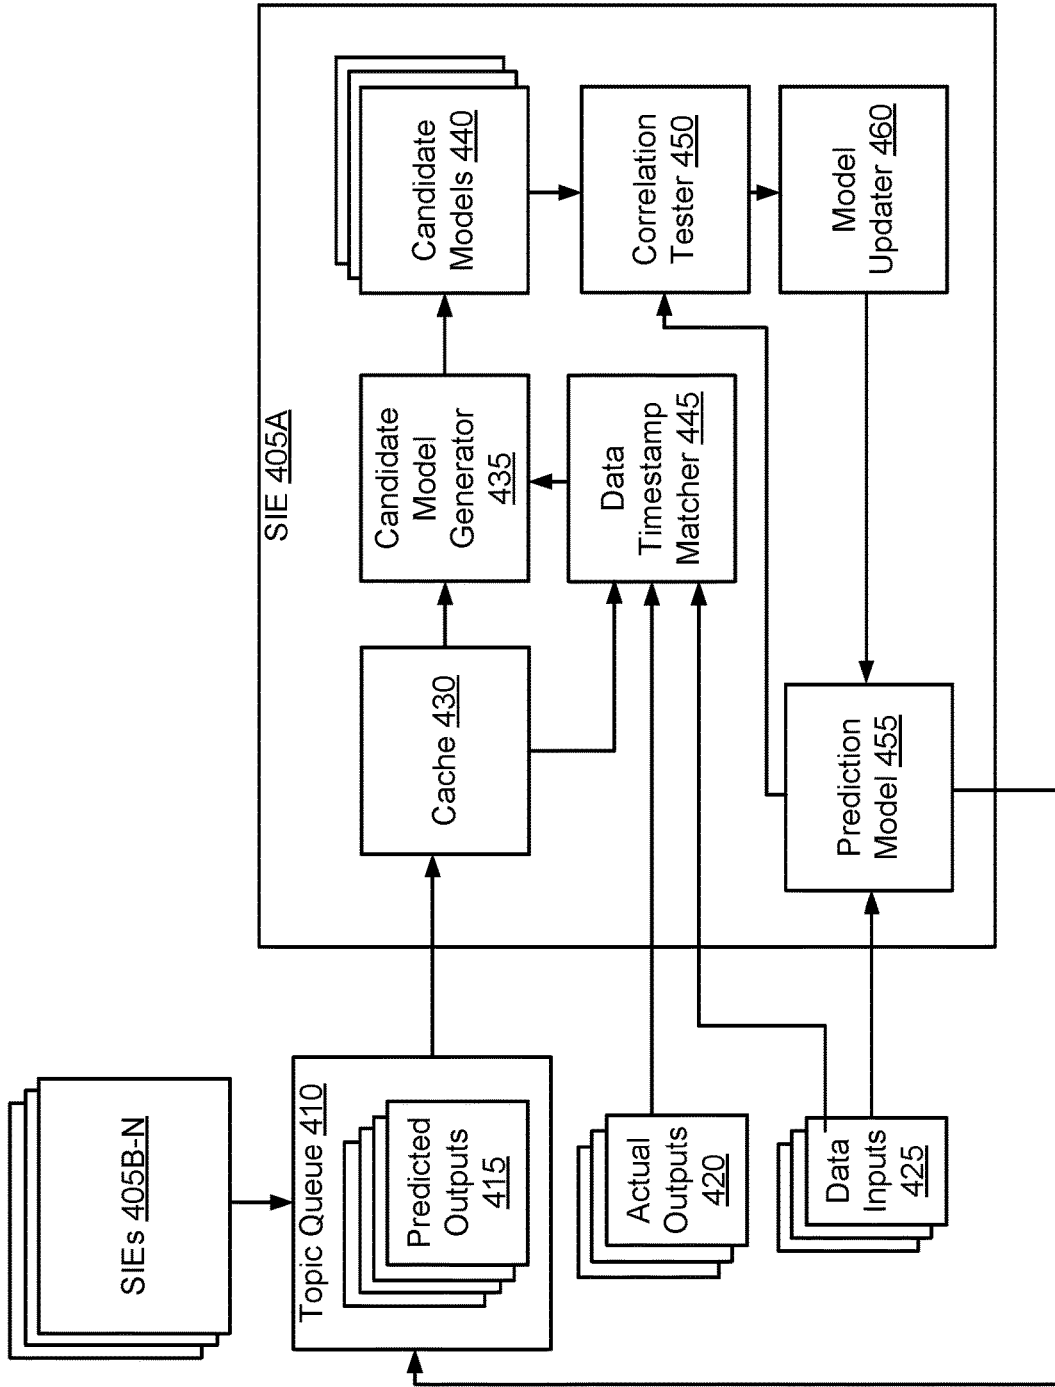 SIEs 405B-N
Topic Queue 410
Predicted
Outputs
415
Actual
Outputs
420
Data
Inputs
425
SIE 405A
Cache 430
Candidate
Model
Generator
435
Candidate
Models 440
Data
Timestamp
Matcher 445
Correlation
Tester 450
Prediction
Model 455
Model
Updater 460